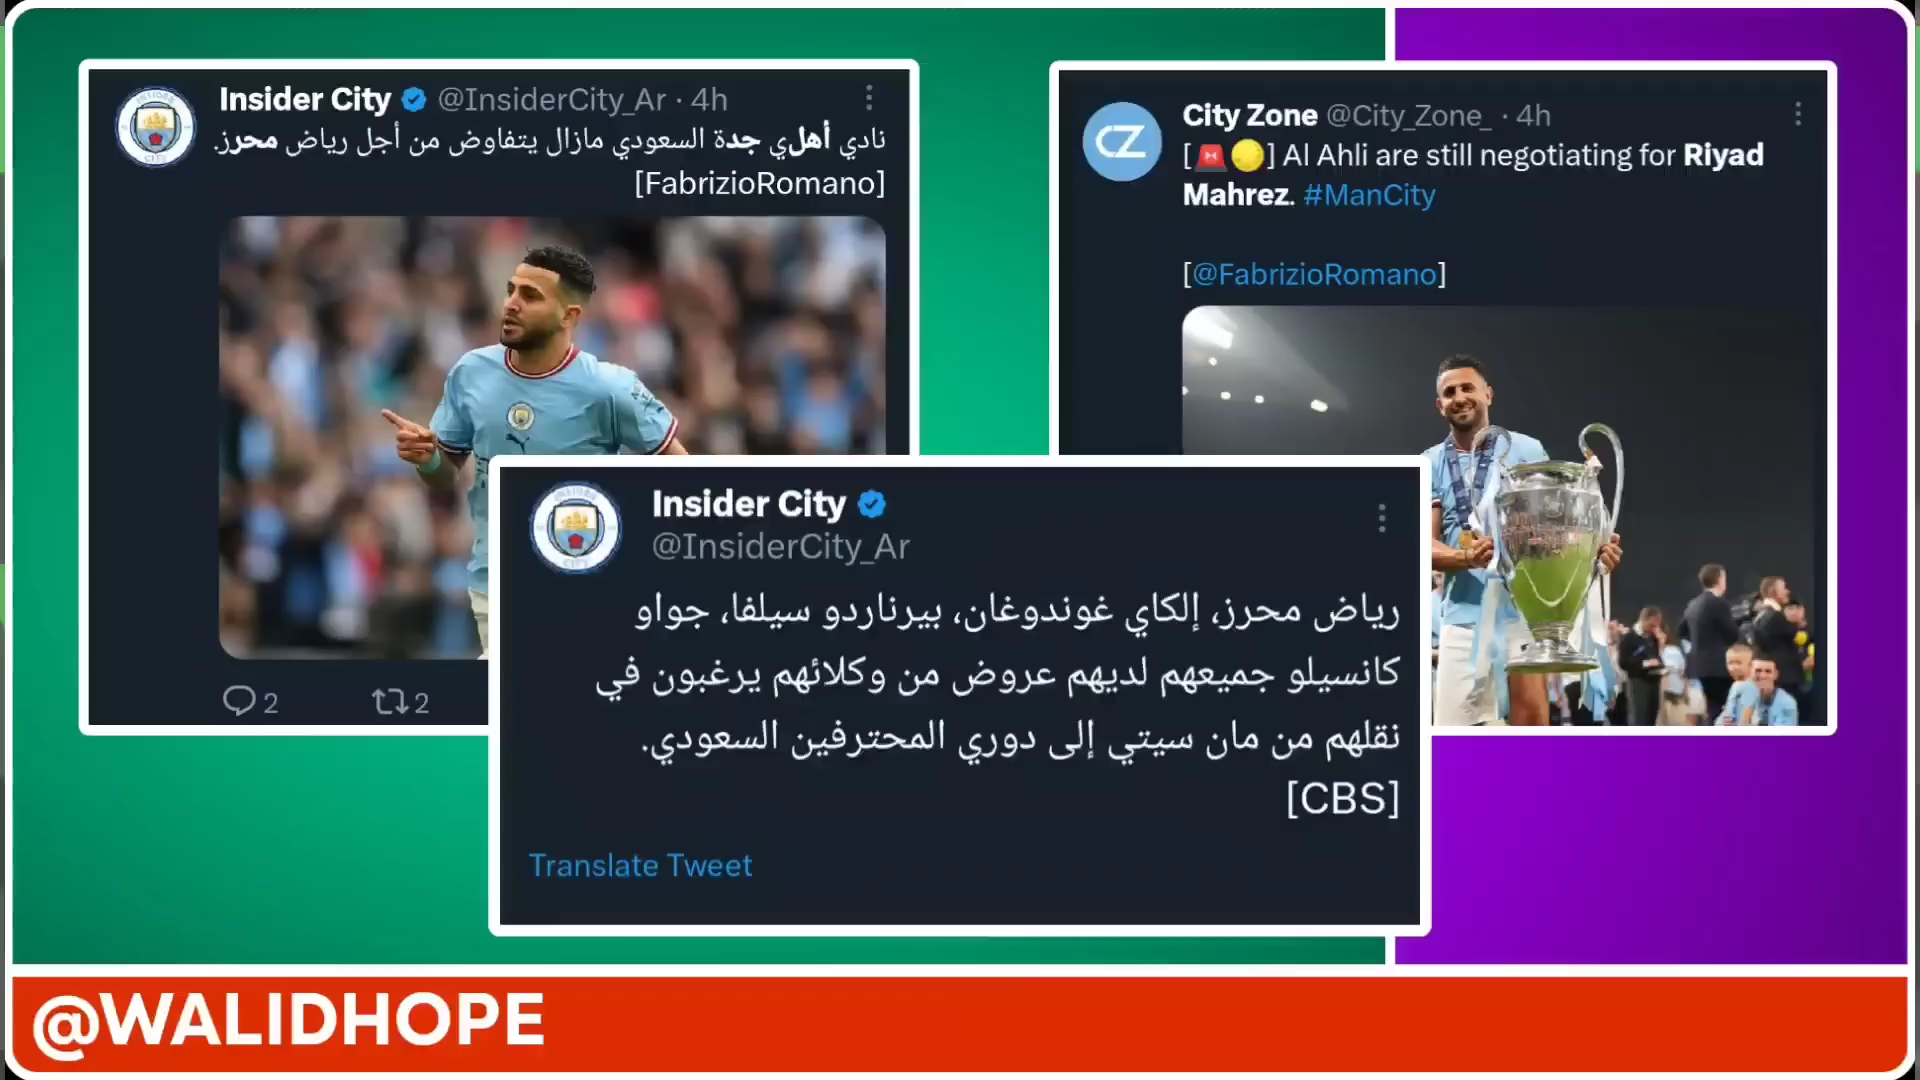 Insider City @InsiderCity_Ar · 4h
نادي أهلي جدة السعودي مازال يتفاوض من أجل رياض محرز.
[FabrizioRomano]
2 2
City Zone @City_Zone_ · 4h
[🚨🟡] Al Ahli are still negotiating for Riyad
Mahrez. #ManCity
[@FabrizioRomano]
CZ
Insider City
@InsiderCity_Ar
رياض محرز، إلكاي غوندوغان، بيرناردو سيلفا، جواو
كانسيلو جميعهم لديهم عروض من وكلائهم يرغبون في
نقلهم من مان سيتي إلى دوري المحترفين السعودي.
[CBS]
Translate Tweet
@WALIDHOPE